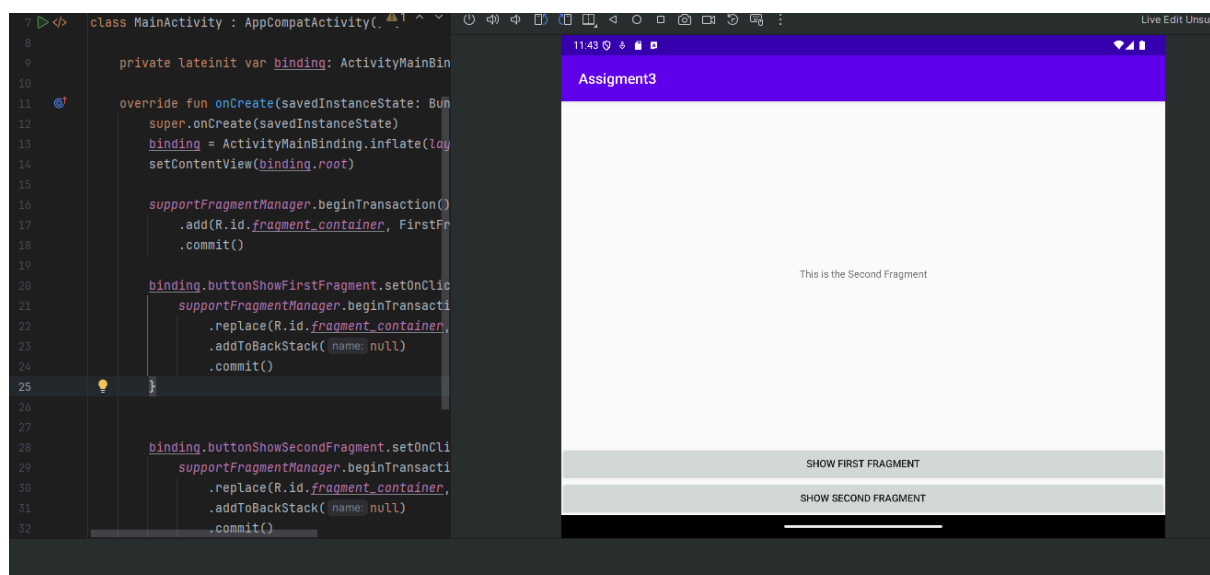 7 class MainActivity : AppCompatActivity(
1
8
9 private lateinit var binding: ActivityMainBin
10
11 override fun onCreate(savedInstanceState: Bun
12 super.onCreate(savedInstanceState)
13 binding = ActivityMainBinding.inflate(lay
14 setContentView(binding.root)
15
16 supportFragmentManager.beginTransaction()
17 .add(R.id.fragment_container, FirstFr
18 .commit()
19
20 binding.buttonShowFirstFragment.setOnClic
21 supportFragmentManager.beginTransacti
22 .replace(R.id.fragment_container,
23 .addToBackStack( name: null)
24 .commit()
25 }
26
27
28 binding.buttonShowSecondFragment.setOnCli
29 supportFragmentManager.beginTransacti
30 .replace(R.id.fragment_container,
31 .addToBackStack( name: null)
32 .commit()
Live Edit Unsu
11:43
Assigment3
This is the Second Fragment
SHOW FIRST FRAGMENT
SHOW SECOND FRAGMENT